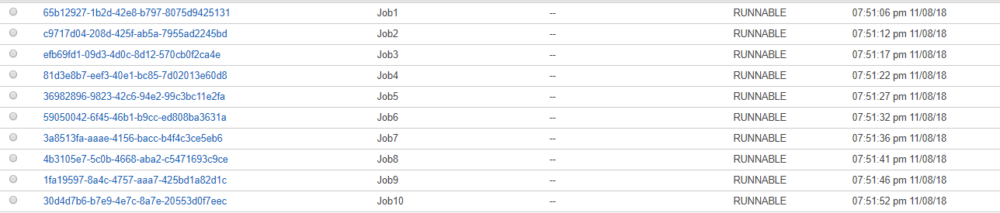 65b12927-1b2d-42e8-b797-8075d9425131 Job1 -- RUNNABLE 07:51:06 pm 11/08/18
c9717d04-208d-425f-ab5a-7955ad2245bd Job2 -- RUNNABLE 07:51:12 pm 11/08/18
efb69fd1-09d3-4d0c-8d12-570cb0f2ca4e Job3 -- RUNNABLE 07:51:17 pm 11/08/18
81d3e8b7-eef3-40e1-bc85-7d02013e60d8 Job4 -- RUNNABLE 07:51:22 pm 11/08/18
36982896-9823-42c6-94e2-99c3bc11e2fa Job5 -- RUNNABLE 07:51:27 pm 11/08/18
59050042-6f45-46b1-b9cc-ed808ba3631a Job6 -- RUNNABLE 07:51:32 pm 11/08/18
3a8513fa-aaae-4156-bacc-b4f4c3ce5eb6 Job7 -- RUNNABLE 07:51:36 pm 11/08/18
4b3105e7-5c0b-4668-aba2-c5471693c9ce Job8 -- RUNNABLE 07:51:41 pm 11/08/18
1fa19597-8a4c-4757-aaa7-425bd1a82d1c Job9 -- RUNNABLE 07:51:46 pm 11/08/18
30d4d7b6-b7e9-4e7c-8a7e-20553d0f7eec Job10 -- RUNNABLE 07:51:52 pm 11/08/18